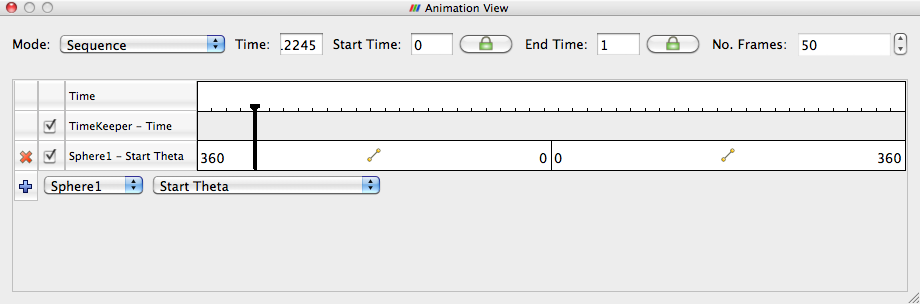 Animation View
Mode: Sequence Time: .2245 Start Time: 0 End Time: 1 No. Frames: 50
Time
TimeKeeper - Time
Sphere1 - Start Theta 360 0 0 360
Sphere1 Start Theta